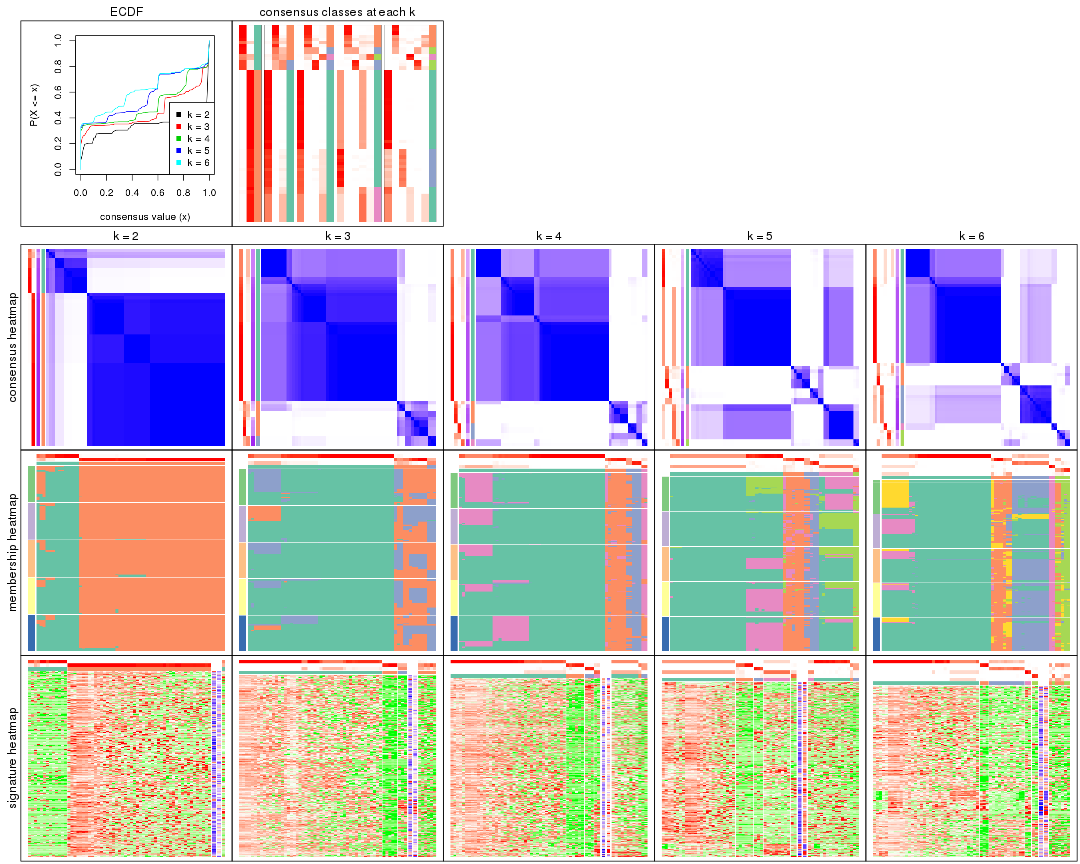 ECDF
consensus classes at each k
P(X <= x)
1.0
0.8
0.6
0.4
0.2
0.0
k = 2
k = 3
k = 4
k = 5
k = 6
0.0 0.2 0.4 0.6 0.8 1.0
consensus value (x)
k = 2
k = 3
k = 4
k = 5
k = 6
consensus heatmap
membership heatmap
signature heatmap